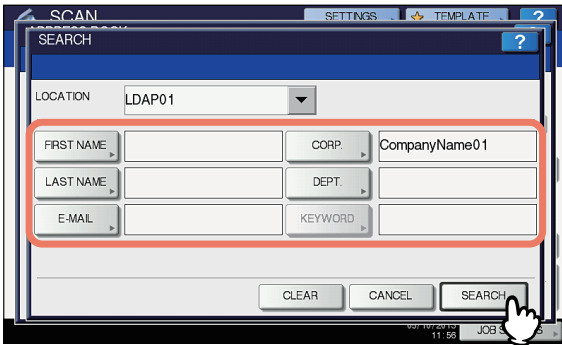 SCAN
SETTINGS
TEMPLATE
?
SEARCH
?
LOCATION
LDAP01
FIRST NAME
CORP.
CompanyName01
LAST NAME
DEPT.
E-MAIL
KEYWORD
CLEAR
CANCEL
SEARCH
11:56
JOB